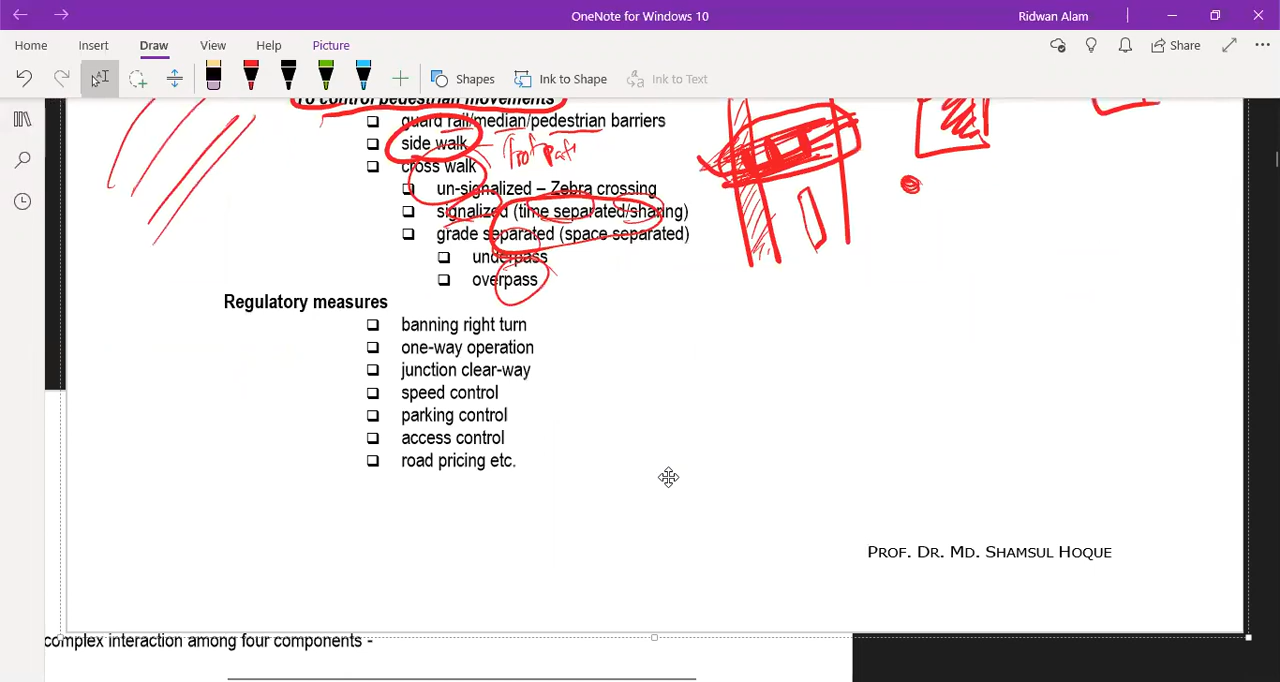 OneNote for Windows 10
Ridwan Alam
Home Insert Draw View Help Picture
Share
Shapes Ink to Shape Ink to Text
To control pedestrian movements
guard rail/median/pedestrian barriers
side walk
Foot path
cross walk
un-signalized – Zebra crossing
signalized (time separated/sharing)
grade separated (space separated)
underpass
overpass
Regulatory measures
banning right turn
one-way operation
junction clear-way
speed control
parking control
access control
road pricing etc.
PROF. DR. MD. SHAMSUL HOQUE
complex interaction among four components -